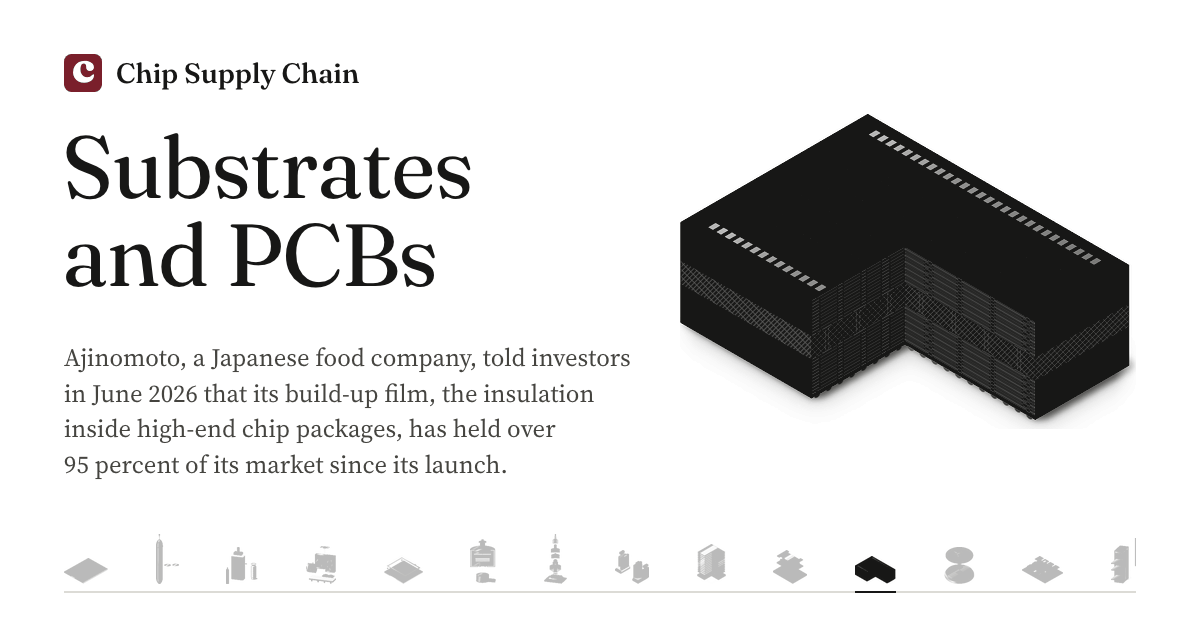 C
Chip Supply Chain
Substrates
and PCBs
Ajinomoto, a Japanese food company, told investors
in June 2026 that its build-up film, the insulation
inside high-end chip packages, has held over
95 percent of its market since its launch.